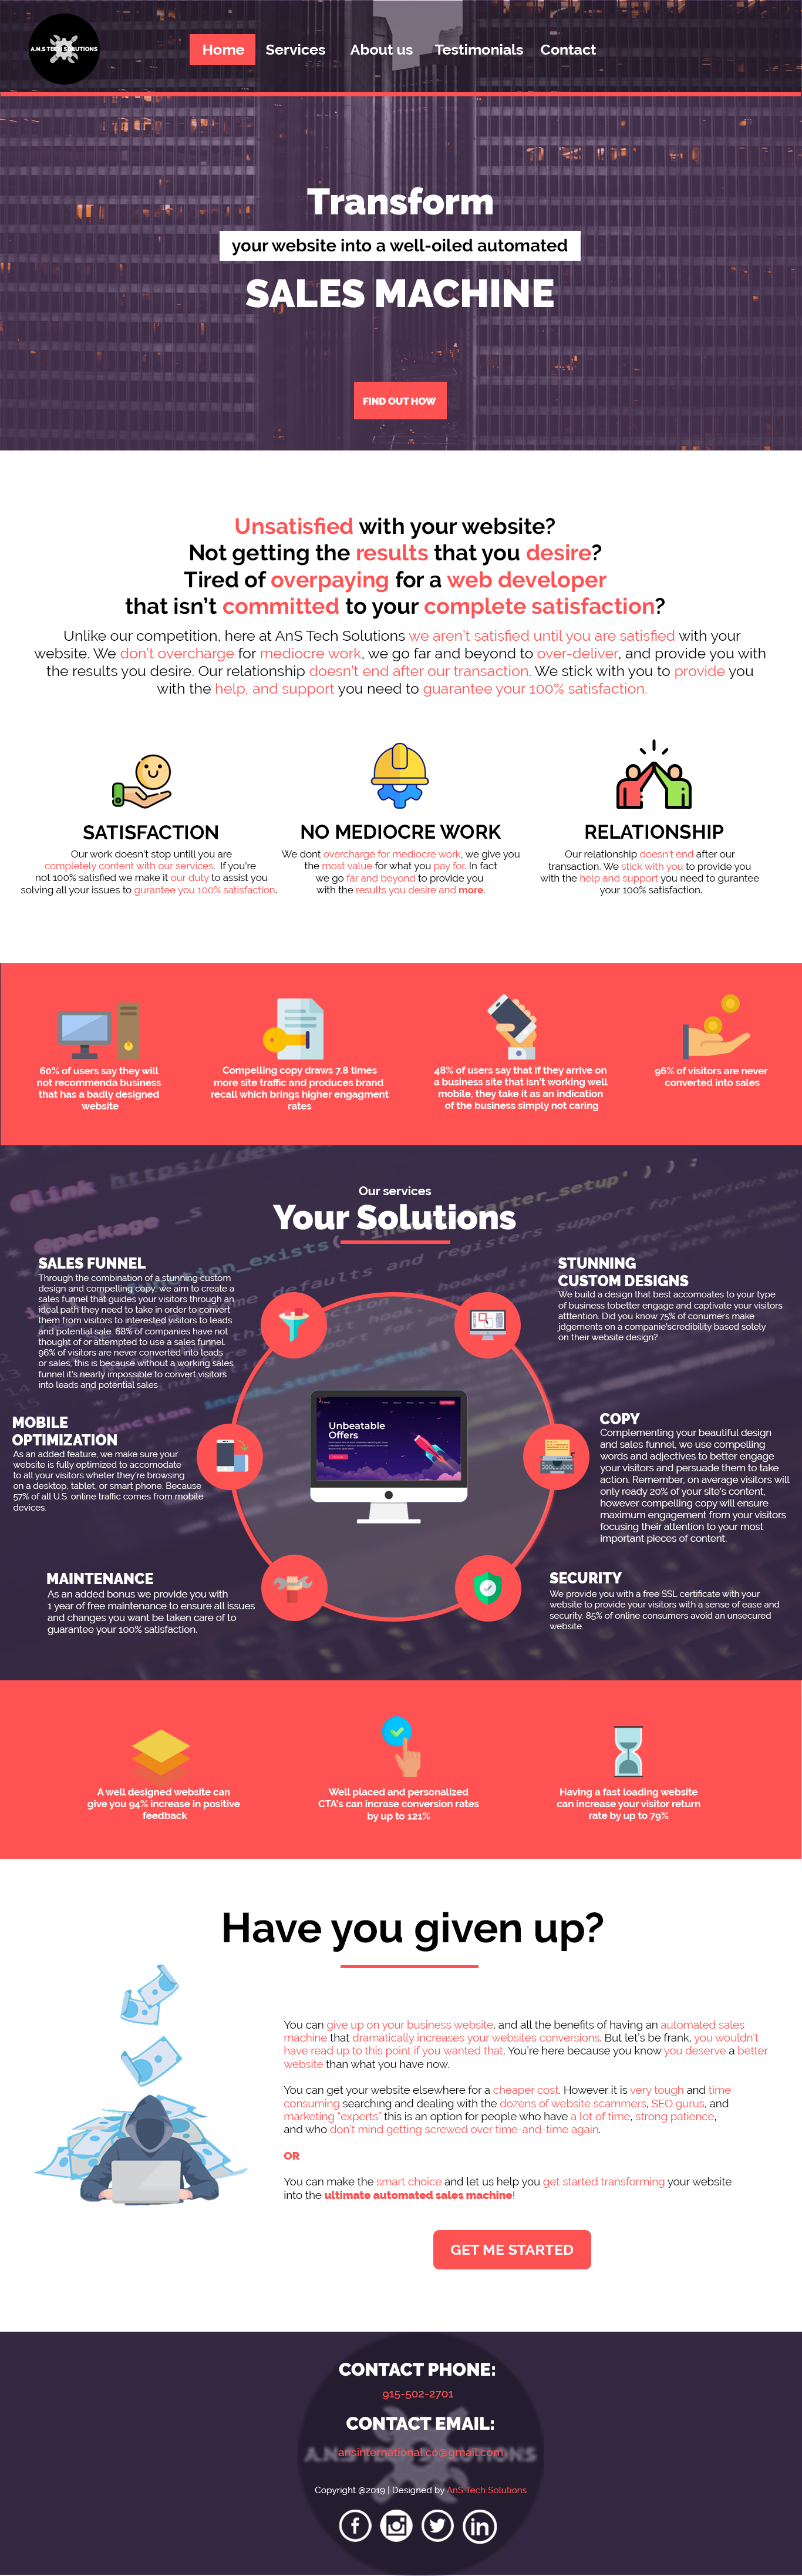 A.N.S TECH SOLUTIONS
Home Services About us Testimonials Contact
Transform
your website into a well-oiled automated
SALES MACHINE
FIND OUT HOW
Unsatisfied with your website?
Not getting the results that you desire?
Tired of overpaying for a web developer
that isn't committed to your complete satisfaction?
Unlike our competition, here at AnS Tech Solutions we aren't satisfied until you are satisfied with your
website. We don't overcharge for mediocre work, we go far and beyond to over-deliver, and provide you with
the results you desire. Our relationship doesn't end after our transaction. We stick with you to provide you
with the help, and support you need to guarantee your 100% satisfaction.
SATISFACTION
Our work doesn't stop untill you are
completely content with our services. If you're
not 100% satisfied we make it our duty to assist you
solving all your issues to gurantee you 100% satisfaction.
NO MEDIOCRE WORK
We dont overcharge for mediocre work, we give you
the most value for what you pay for. In fact
we go far and beyond to provide you
with the results you desire and more.
RELATIONSHIP
Our relationship doesn't end after our
transaction. We stick with you to provide you
with the help and support you need to gurantee
your 100% satisfaction.
60% of users say they will
not recommenda business
that has a badly designed
website
Compelling copy draws 7.8 times
more site traffic and produces brand
recall which brings higher engagment
rates
48% of users say that if they arrive on
a business site that isn't working well
mobile, they take it as an indication
of the business simply not caring
96% of visitors are never
converted into sales
Our services
Your Solutions
SALES FUNNEL
Through the combination of a stunning custom
design and compelling copy, we aim to create a
sales funnel that guides your visitors through an
ideal path they need to take in order to convert
them from visitors to interested visitors to leads
and potential sale. 68% of companies have not
thought of or attempted to use a sales funnel.
96% of visitors are never converted into leads
or sales, this is because without a working sales
funnel it's nearly impossible to convert visitors
into leads and potential sales
STUNNING
CUSTOM DESIGNS
We build a design that best accomoates to your type
of business tobetter engage and captivate your visitors
atttention. Did you know 75% of conumers make
jdgements on a companie'scredibility based solely
on their website design?
MOBILE
OPTIMIZATION
As an added feature, we make sure your
website is fully optimized to accomodate
to all your visitors wheter they're browsing
on a desktop, tablet, or smart phone. Because
57% of all U.S. online traffic comes from mobile
devices.
Unbeatable
Offers
COPY
Complementing your beautiful design
and sales funnel, we use compelling
words and adjectives to better engage
your visitors and persuade them to take
action. Remember, on average visitors will
only ready 20% of your site's content,
however compelling copy will ensure
maximum engagement from your visitors
focusing their attention to your most
important pieces of content.
MAINTENANCE
As an added bonus we provide you with
1 year of free maintenance to ensure all issues
and changes you want be taken care of to
guarantee your 100% satisfaction.
SECURITY
We provide you with a free SSL certificate with your
website to provide your visitors with a sense of ease and
security. 85% of online consumers avoid an unsecured
website.
A well designed website can
give you 94% increase in positive
feedback
Well placed and personalized
CTA's can incrase conversion rates
by up to 121%
Having a fast loading website
can increase your visitor return
rate by up to 79%
Have you given up?
You can give up on your business website, and all the benefits of having an automated sales
machine that dramatically increases your websites conversions. But let's be frank, you wouldn't
have read up to this point if you wanted that. You're here because you know you deserve a better
website than what you have now.
You can get your website elsewhere for a cheaper cost. However it is very tough and time
consuming searching and dealing with the dozens of website scammers, SEO gurus, and
marketing "experts" this is an option for people who have a lot of time, strong patience,
and who don't mind getting screwed over time-and-time again.
OR
You can make the smart choice and let us help you get started transforming your website
into the ultimate automated sales machine!
GET ME STARTED
CONTACT PHONE:
915-502-2701
CONTACT EMAIL:
ansinternational.co@gmail.com
Copyright @2019 | Designed by AnS Tech Solutions